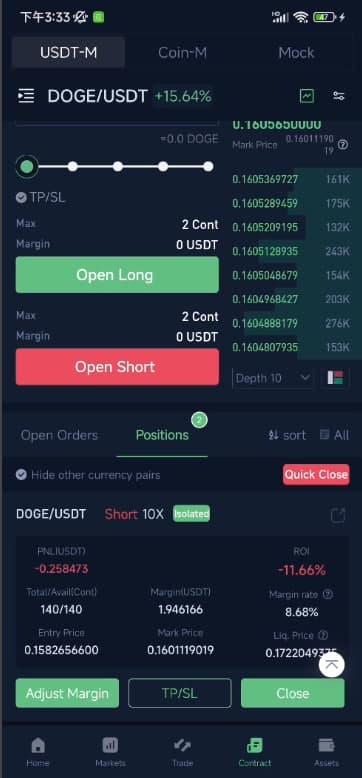 下午3:33
HD 5G 47
USDT-M Coin-M Mock
DOGE/USDT +15.64%
≈0.0 DOGE
0.1605650000
Mark Price 0.1601119019
TP/SL
Max 2 Cont
Margin 0 USDT
Open Long
Max 2 Cont
Margin 0 USDT
Open Short
0.1605369727 161K
0.1605289459 175K
0.1605209195 132K
0.1605128935 243K
0.1605048679 154K
0.1604968427 203K
0.1604888179 276K
0.1604807935 153K
Depth 10
Open Orders Positions 2 sort All
Hide other currency pairs Quick Close
DOGE/USDT Short 10X Isolated
PNL(USDT) ROI
-0.258473 -11.66%
Total/Avail(Cont) Margin(USDT) Margin rate ?
140/140 1.946166 8.68%
Entry Price Mark Price Liq. Price ?
0.1582656600 0.1601119019 0.1722049375
Adjust Margin TP/SL Close
Home Markets Trade Contract Assets